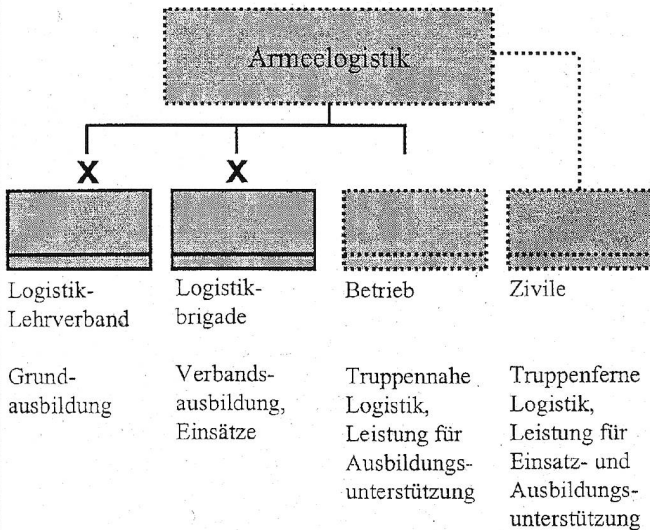 Armeelogistik
X
X
Logistik-
Lehrverband
Logistik-
brigade
Betrieb
Zivile
Grund-
ausbildung
Verbands-
ausbildung,
Einsätze
Truppennahe
Logistik,
Leistung für
Ausbildungs-
unterstützung
Truppenferne
Logistik,
Leistung für
Einsatz- und
Ausbildungs-
unterstützung